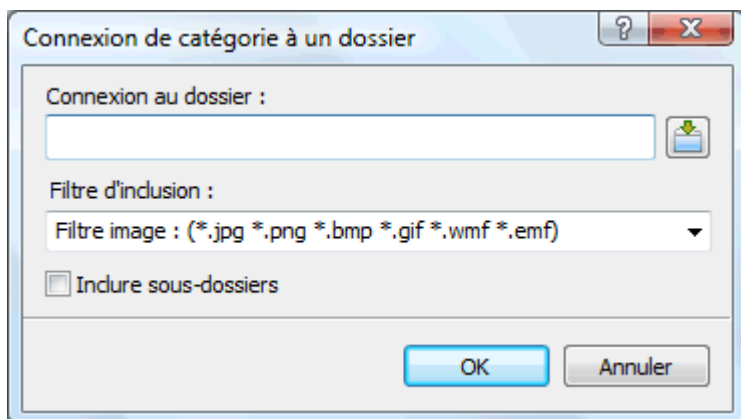 Connexion de catégorie à un dossier
Connexion au dossier :
Filtre d'inclusion :
Filtre image : (*.jpg *.png *.bmp *.gif *.wmf *.emf)
Inclure sous-dossiers
OK Annuler